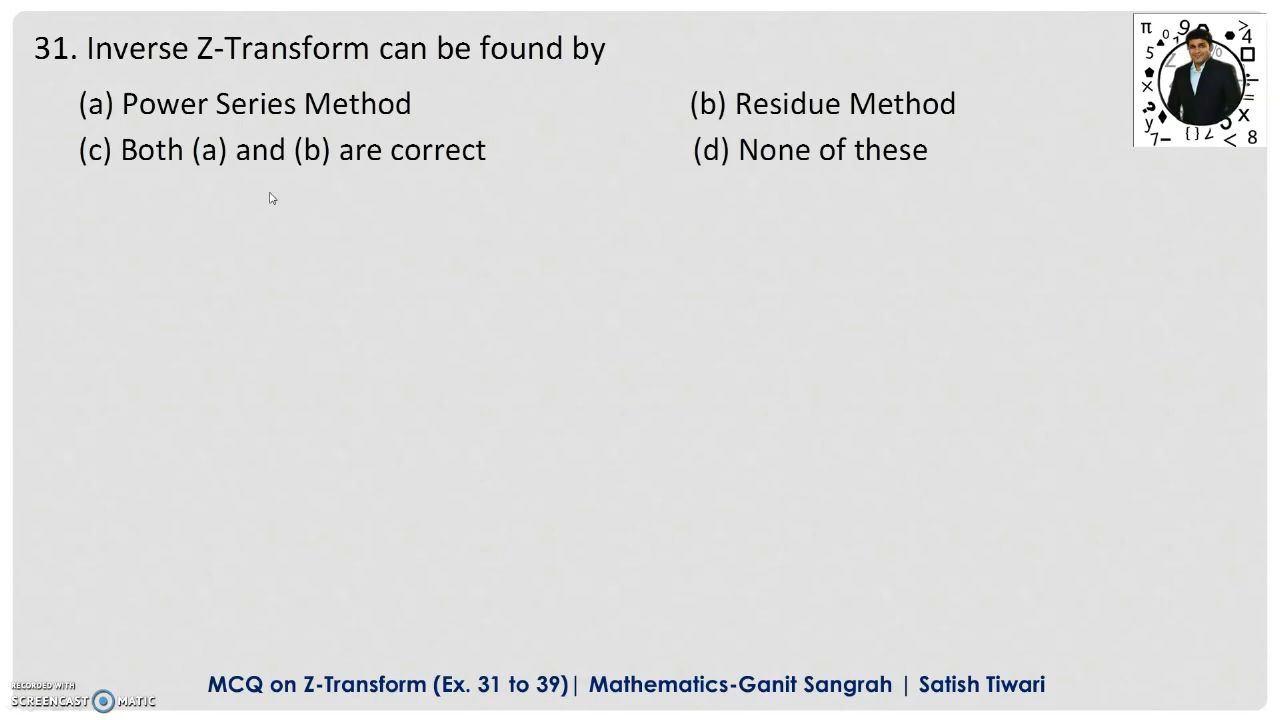 31. Inverse Z-Transform can be found by
(a) Power Series Method (b) Residue Method
(c) Both (a) and (b) are correct (d) None of these
MCQ on Z-Transform (Ex. 31 to 39)| Mathematics-Ganit Sangrah | Satish Tiwari
RECORDED WITH
SCREENCAST MATIC